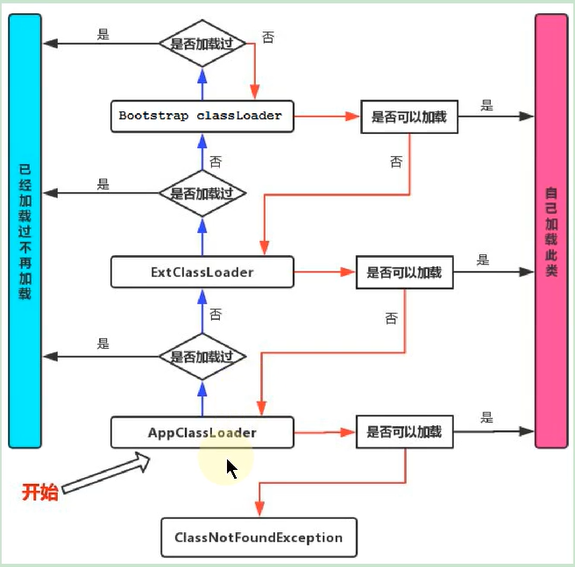 是
是否加载过
否
Bootstrap classLoader
是否可以加载
是
否
否
是
是否加载过
ExtClassLoader
是否可以加载
是
否
否
是
是否加载过
AppClassLoader
是否可以加载
是
开始
ClassNotFoundException
已经加载过不再加载
自己加载此类